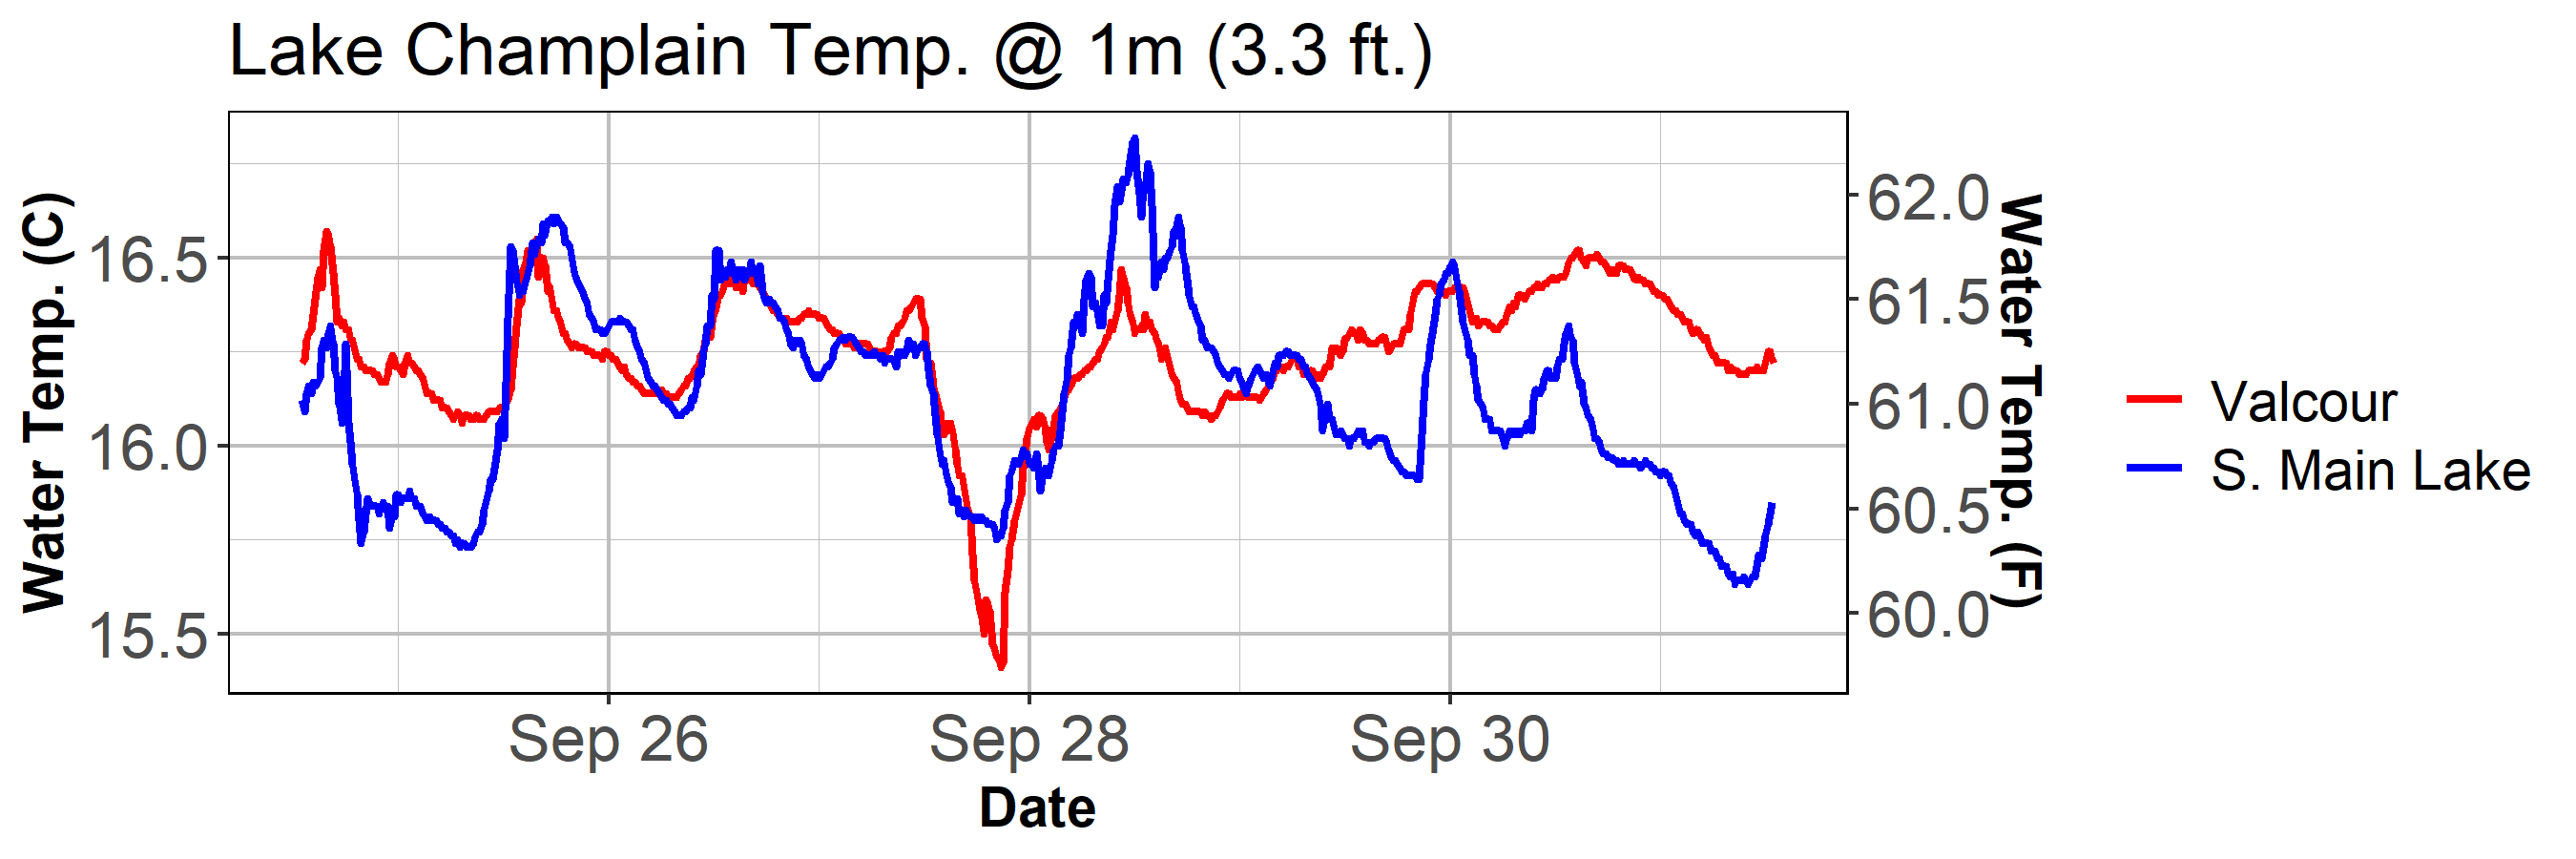 Lake Champlain Temp. @ 1m (3.3 ft.)
Water Temp. (C)
16.5
16.0
15.5
62.0
61.5
61.0
60.5
60.0
Water Temp. (F)
Sep 26
Sep 28
Sep 30
Date
Valcour
S. Main Lake